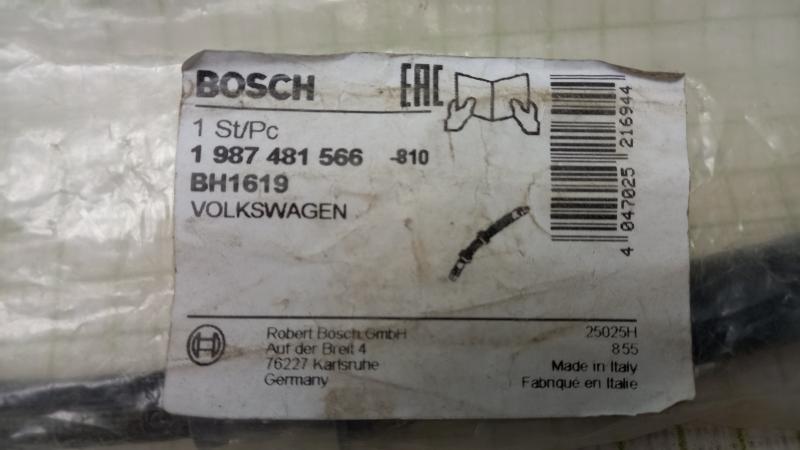 BOSCH
EAC
1 St/Pc
1 987 481 566 -810
BH1619
VOLKSWAGEN
4 047025 216944
Robert Bosch GmbH
Auf der Breit 4
76227 Karlsruhe
Germany
25025H
855
Made in Italy
Fabriqué en Italie